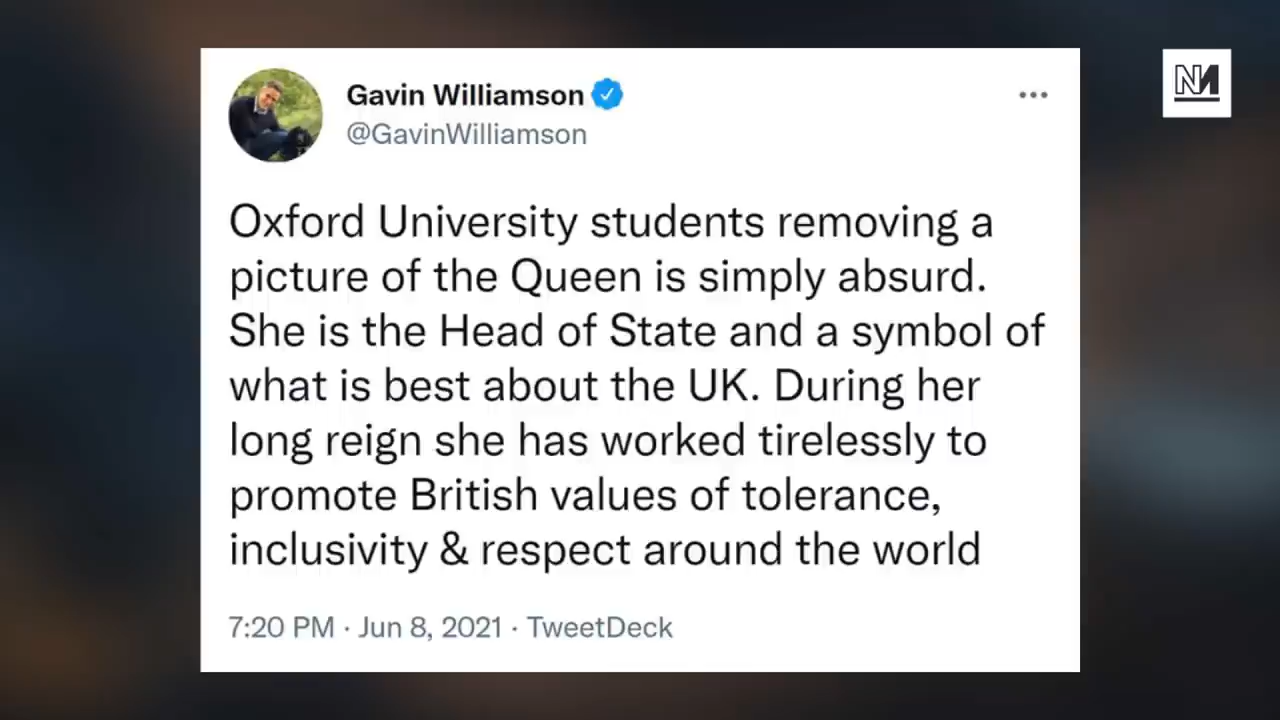 Gavin Williamson
@GavinWilliamson
Oxford University students removing a
picture of the Queen is simply absurd.
She is the Head of State and a symbol of
what is best about the UK. During her
long reign she has worked tirelessly to
promote British values of tolerance,
inclusivity & respect around the world
7:20 PM · Jun 8, 2021 · TweetDeck
NM